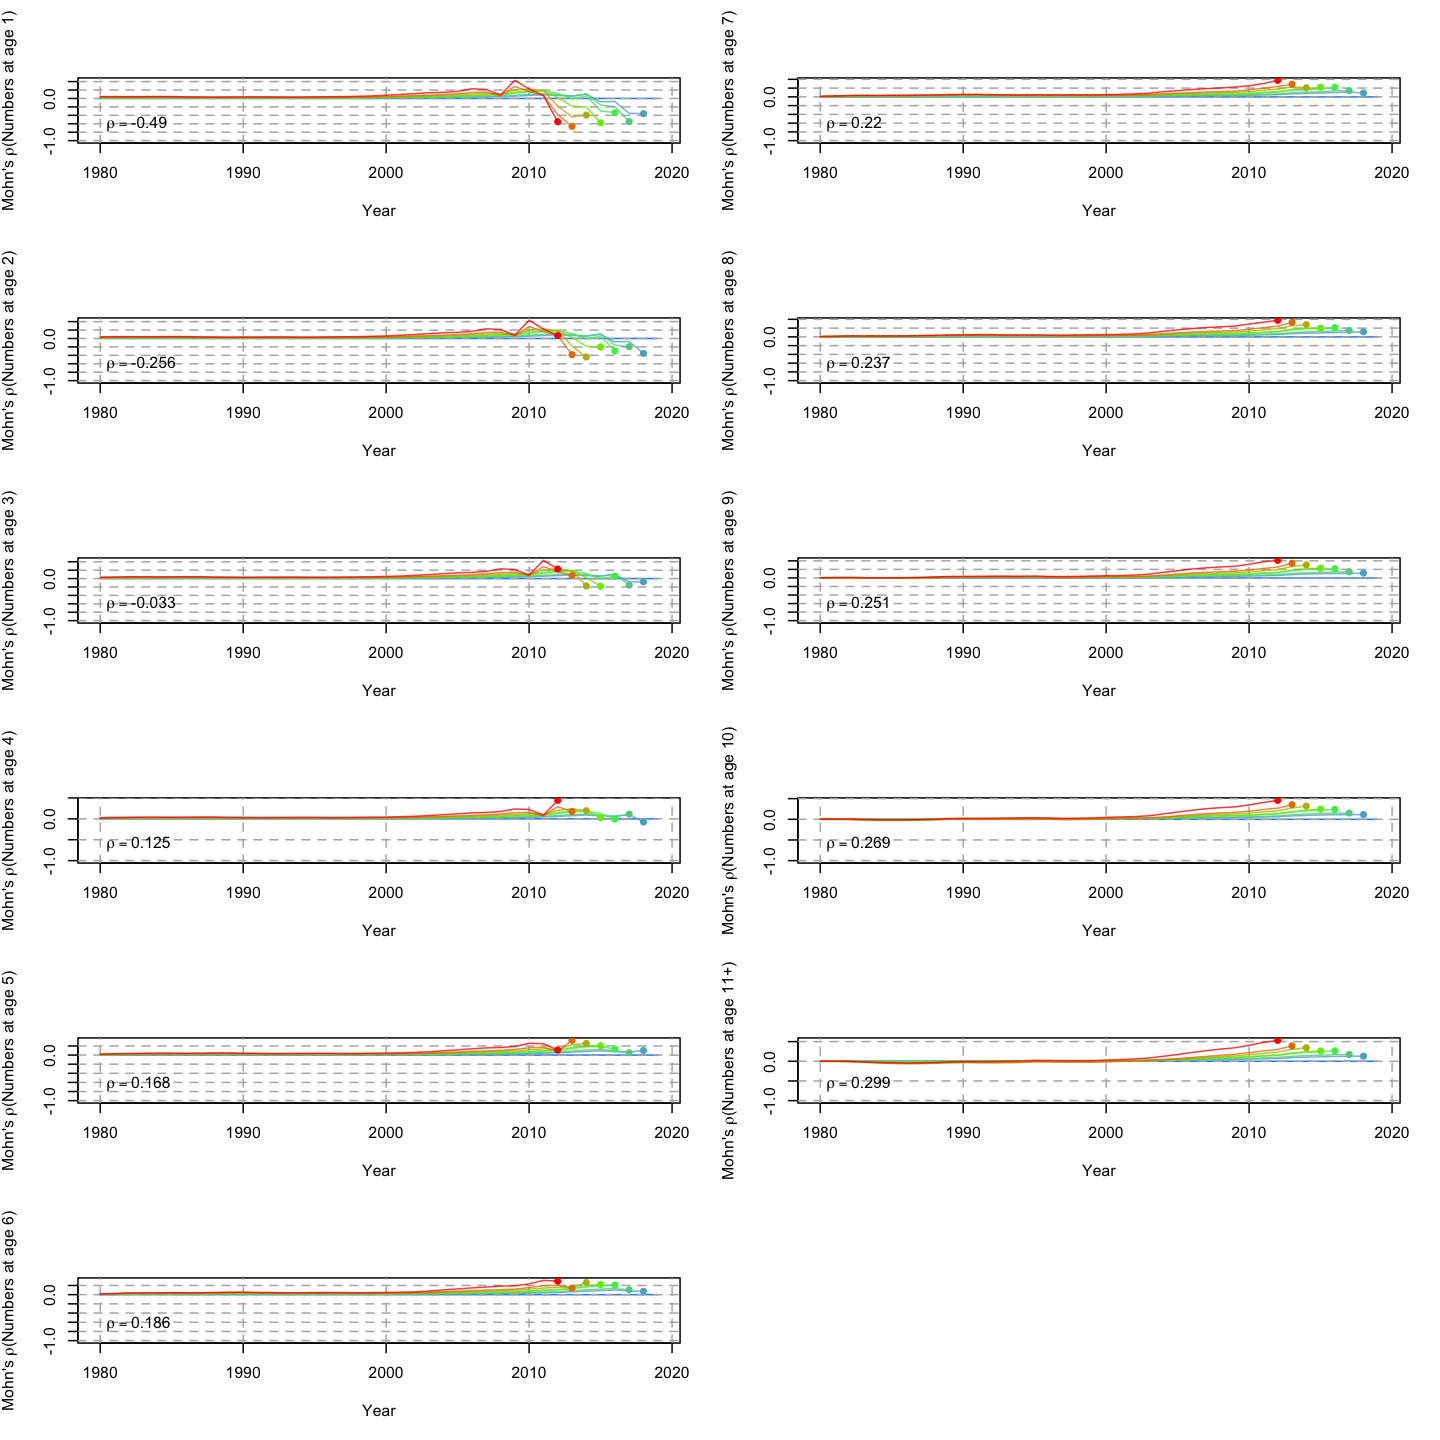 Mohn's ρ(Numbers at age 1)
0.0
-1.0
ρ = -0.49
1980 1990 2000 2010 2020
Year
Mohn's ρ(Numbers at age 2)
0.0
-1.0
ρ = -0.256
1980 1990 2000 2010 2020
Year
Mohn's ρ(Numbers at age 3)
0.0
-1.0
ρ = -0.033
1980 1990 2000 2010 2020
Year
Mohn's ρ(Numbers at age 4)
0.0
-1.0
ρ = 0.125
1980 1990 2000 2010 2020
Year
Mohn's ρ(Numbers at age 5)
0.0
-1.0
ρ = 0.168
1980 1990 2000 2010 2020
Year
Mohn's ρ(Numbers at age 6)
0.0
-1.0
ρ = 0.186
1980 1990 2000 2010 2020
Year
Mohn's ρ(Numbers at age 7)
0.0
-1.0
ρ = 0.22
1980 1990 2000 2010 2020
Year
Mohn's ρ(Numbers at age 8)
0.0
-1.0
ρ = 0.237
1980 1990 2000 2010 2020
Year
Mohn's ρ(Numbers at age 9)
0.0
-1.0
ρ = 0.251
1980 1990 2000 2010 2020
Year
Mohn's ρ(Numbers at age 10)
0.0
-1.0
ρ = 0.269
1980 1990 2000 2010 2020
Year
Mohn's ρ(Numbers at age 11+)
0.0
-1.0
ρ = 0.299
1980 1990 2000 2010 2020
Year